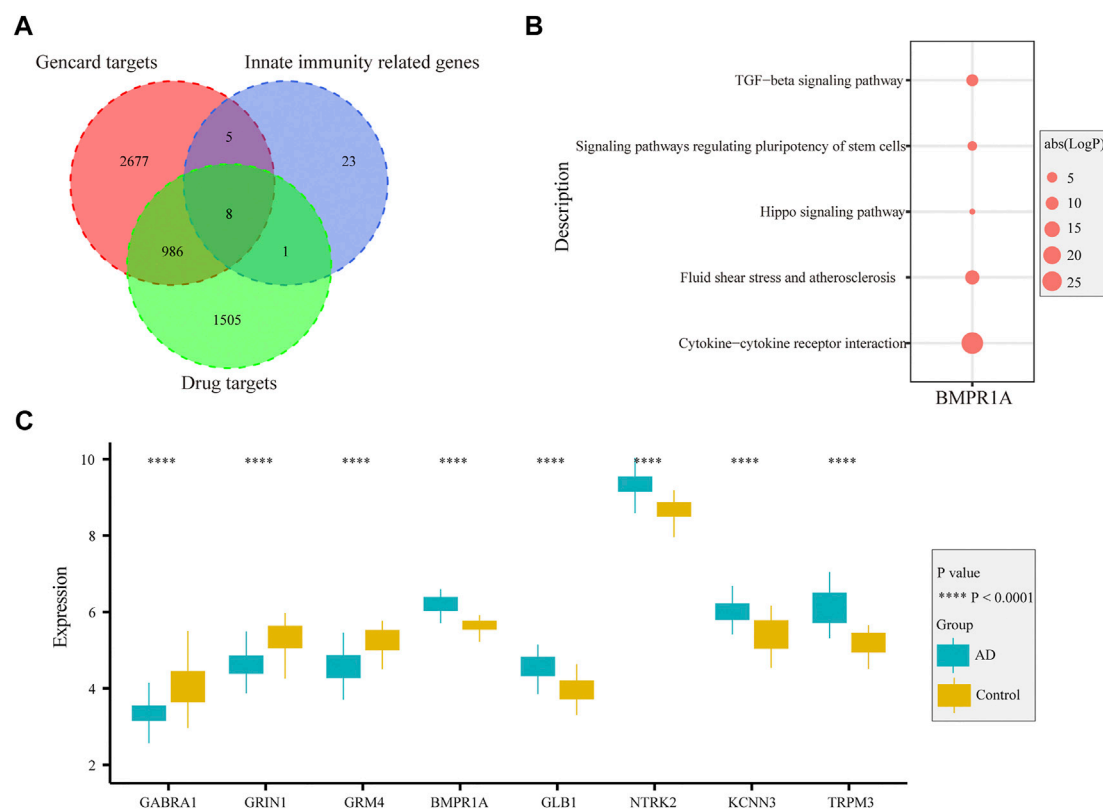 A
Gencard targets
Innate immunity related genes
5
2677
23
8
986
1
1505
Drug targets
B
Description
TGF−beta signaling pathway
Signaling pathways regulating pluripotency of stem cells
Hippo signaling pathway
Fluid shear stress and atherosclerosis
Cytokine−cytokine receptor interaction
BMPR1A
abs(LogP)
5
10
15
20
25
C
Expression
10
8
6
4
2
**** **** **** **** **** **** **** ****
GABRA1 GRIN1 GRM4 BMPR1A GLB1 NTRK2 KCNN3 TRPM3
P value
**** P < 0.0001
Group
AD
Control